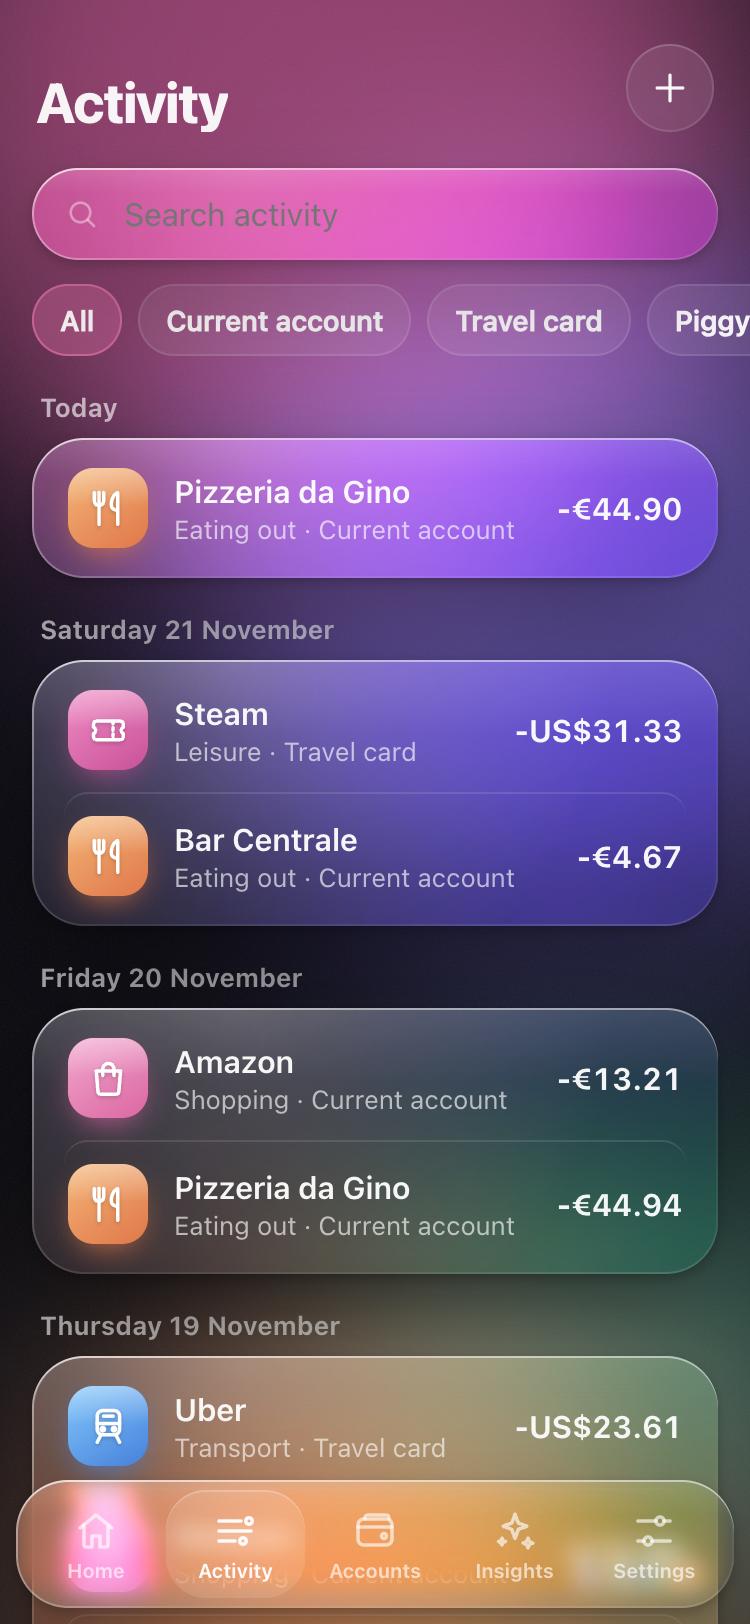 Activity
Search activity
All
Current account
Travel card
Piggy
Today
Pizzeria da Gino
Eating out · Current account
-€44.90
Saturday 21 November
Steam
Leisure · Travel card
-US$31.33
Bar Centrale
Eating out · Current account
-€4.67
Friday 20 November
Amazon
Shopping · Current account
-€13.21
Pizzeria da Gino
Eating out · Current account
-€44.94
Thursday 19 November
Uber
Transport · Travel card
-US$23.61
Shopping · Current account
Home
Activity
Accounts
Insights
Settings